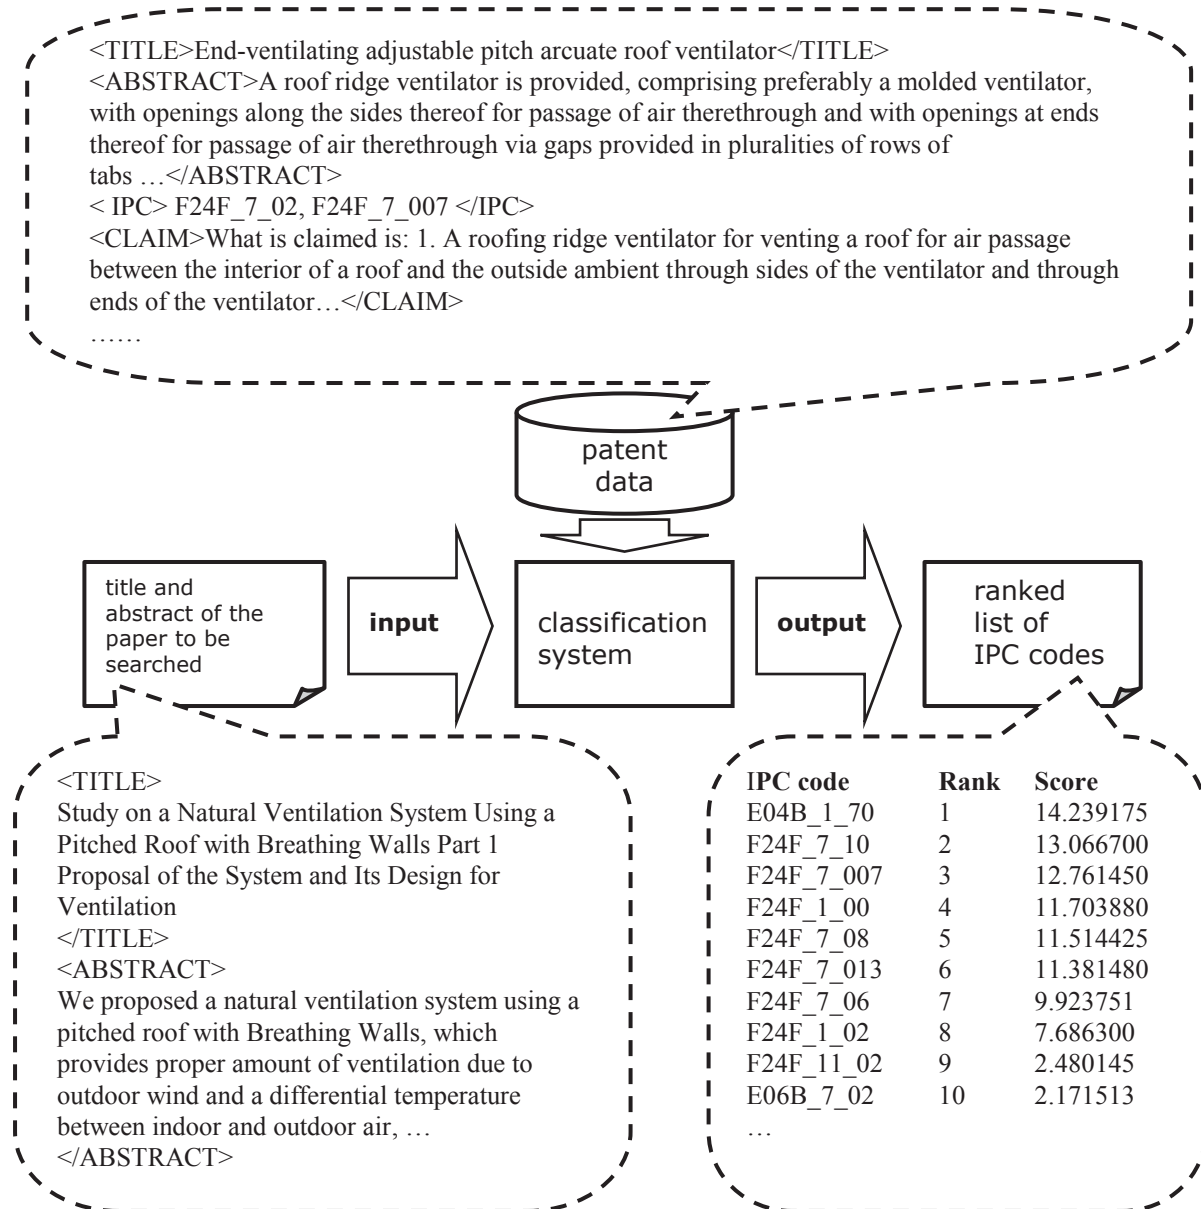 <TITLE>End-ventilating adjustable pitch arcuate roof ventilator</TITLE>
<ABSTRACT>A roof ridge ventilator is provided, comprising preferably a molded ventilator,
with openings along the sides thereof for passage of air therethrough and with openings at ends
thereof for passage of air therethrough via gaps provided in pluralities of rows of
tabs …</ABSTRACT>
< IPC> F24F_7_02, F24F_7_007 </IPC>
<CLAIM>What is claimed is: 1. A roofing ridge ventilator for venting a roof for air passage
between the interior of a roof and the outside ambient through sides of the ventilator and through
ends of the ventilator…</CLAIM>
……
patent
data
title and
abstract of the
paper to be
searched
input
classification
system
output
ranked
list of
IPC codes
<TITLE>
Study on a Natural Ventilation System Using a
Pitched Roof with Breathing Walls Part 1
Proposal of the System and Its Design for
Ventilation
</TITLE>
<ABSTRACT>
We proposed a natural ventilation system using a
pitched roof with Breathing Walls, which
provides proper amount of ventilation due to
outdoor wind and a differential temperature
between indoor and outdoor air, …
</ABSTRACT>
IPC code Rank Score
E04B_1_70 1 14.239175
F24F_7_10 2 13.066700
F24F_7_007 3 12.761450
F24F_1_00 4 11.703880
F24F_7_08 5 11.514425
F24F_7_013 6 11.381480
F24F_7_06 7 9.923751
F24F_1_02 8 7.686300
F24F_11_02 9 2.480145
E06B_7_02 10 2.171513
…